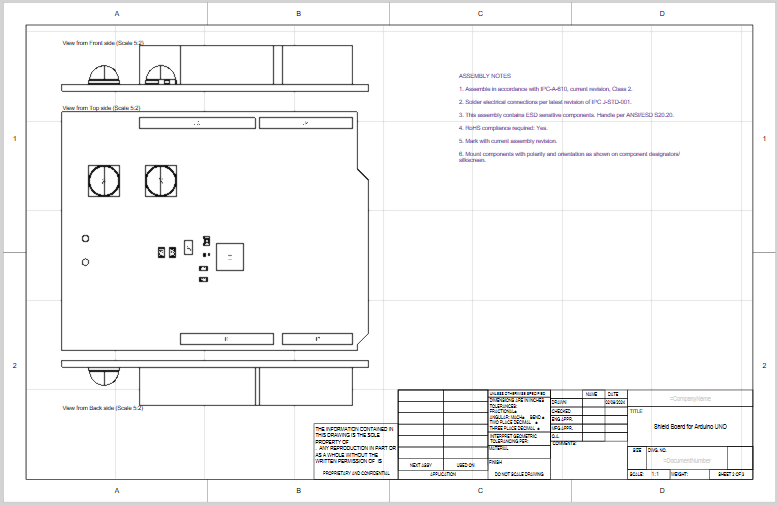 A B C D
View from Front side (Scale 5:2)
ASSEMBLY NOTES
1. Assemble in accordance with IPC-A-610, current revision, Class 2.
2. Solder electrical connections per latest revision of IPC J-STD-001.
3. This assembly contains ESD sensitive components. Handle per ANSI/ESD S20.20.
4. RoHS compliance required: Yes.
5. Mark with current assembly revision.
6. Mount components with polarity and orientation as shown on component designators/
silkscreen.
View from Top side (Scale 5:2)
1 1
2 2
View from Back side (Scale 5:2)
THE INFORMATION CONTAINED IN
THIS DRAWING IS THE SOLE
PROPERTY OF
ANY REPRODUCTION IN PART OR
AS A WHOLE WITHOUT THE
WRITTEN PERMISSION OF IS
PROPRIETARY AND CONFIDENTIAL
NEXT ASSY USED ON
APPLICATION
UNLESS OTHERWISE SPECIFIED
DIMENSIONS ARE IN INCHES
TOLERANCES:
FRACTIONAL±
ANGULAR: MACH± BEND ±
TWO PLACE DECIMAL ±
THREE PLACE DECIMAL ±
INTERPRET GEOMETRIC
TOLERANCING PER:
MATERIAL
FINISH
DO NOT SCALE DRAWING
NAME DATE
DRAWN
CHECKED
ENG APPR.
MFG APPR.
Q.A.
COMMENTS:
=CompanyName
TITLE
Shield Board for Arduino UNO
SIZE DWG. NO.
=DocumentNumber
SCALE: 1:1 WEIGHT:
A B C D